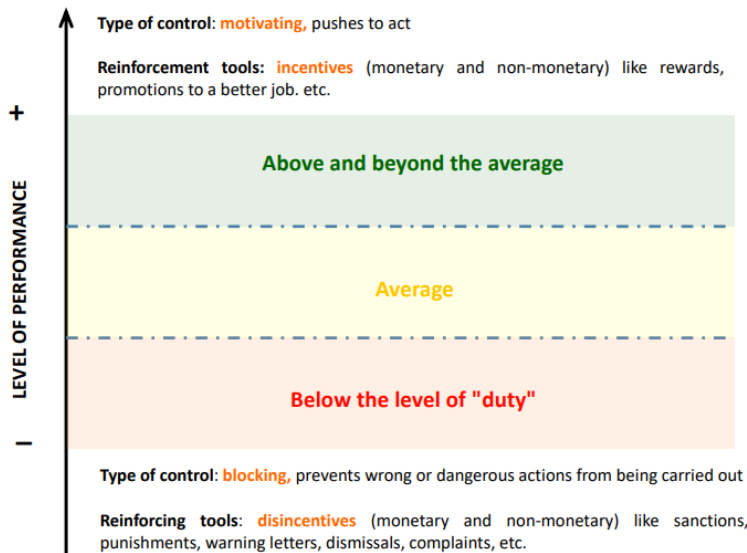 Type of control: motivating, pushes to act
Reinforcement tools: incentives (monetary and non-monetary) like rewards,
promotions to a better job. etc.
+
Above and beyond the average
LEVEL OF PERFORMANCE
Average
Below the level of "duty"
–
Type of control: blocking, prevents wrong or dangerous actions from being carried out
Reinforcing tools: disincentives (monetary and non-monetary) like sanctions,
punishments, warning letters, dismissals, complaints, etc.